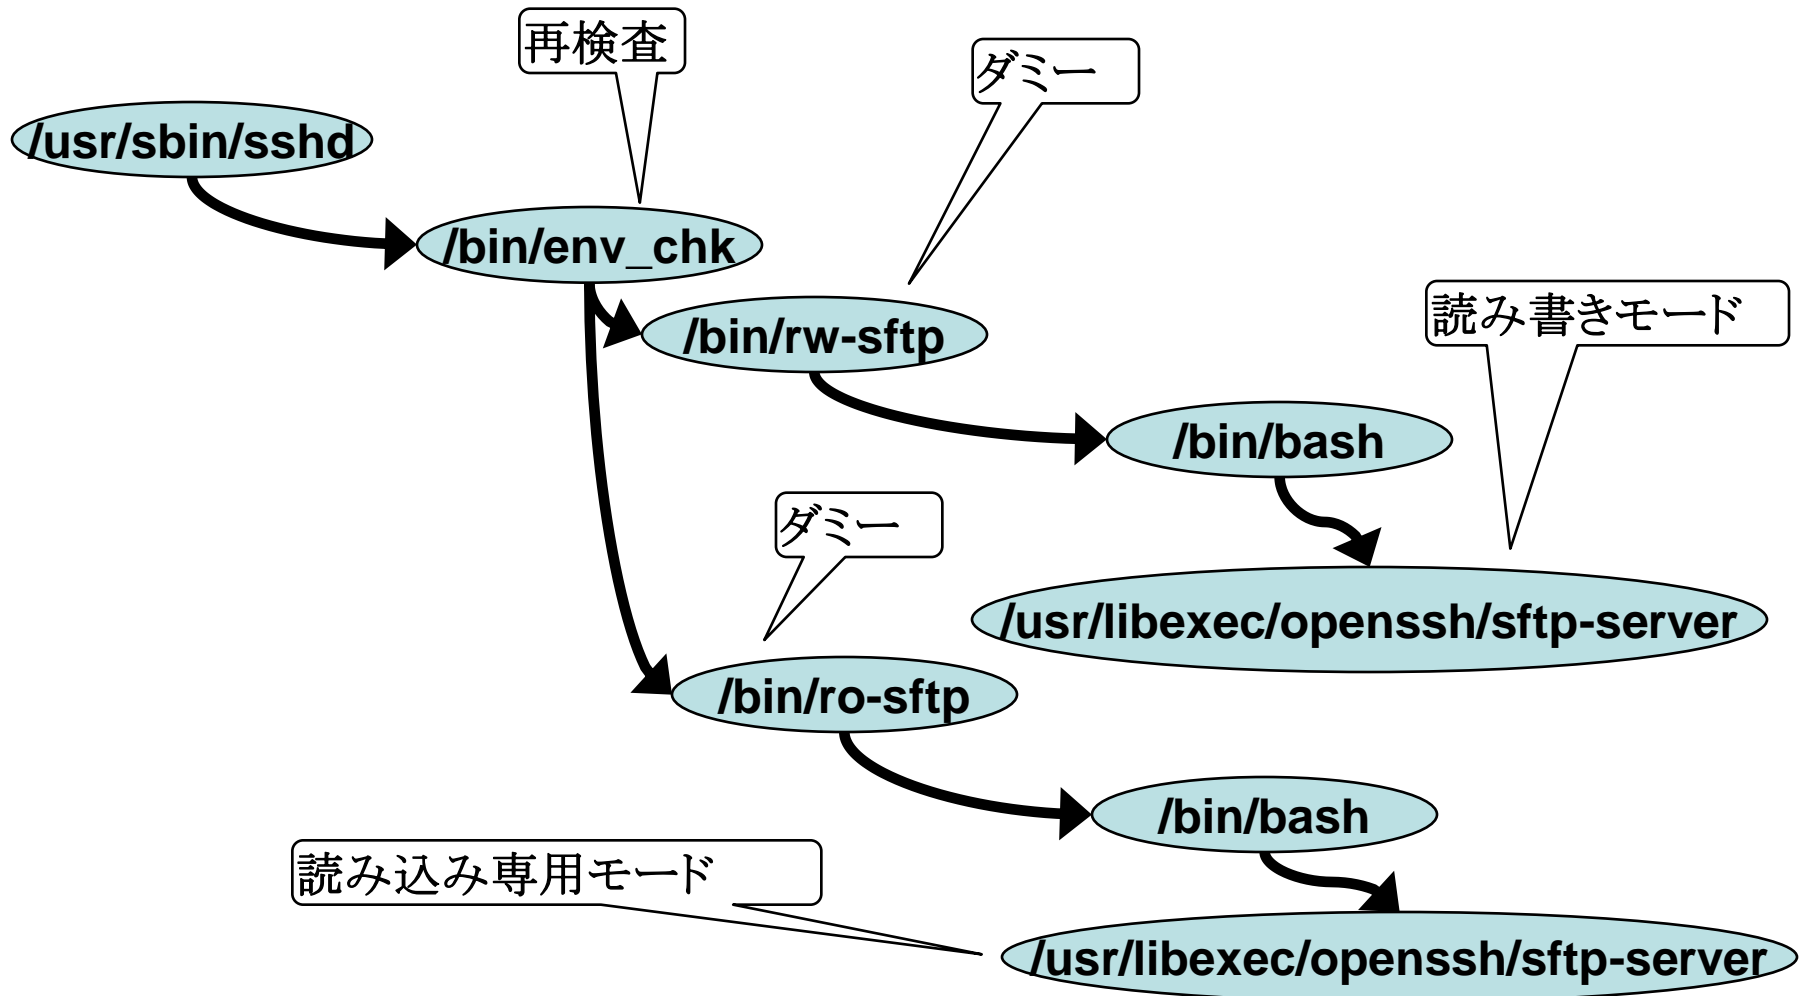 再検査
ダミー
/usr/sbin/sshd
/bin/env_chk
/bin/rw-sftp
読み書きモード
/bin/bash
ダミー
/usr/libexec/openssh/sftp-server
/bin/ro-sftp
/bin/bash
読み込み専用モード
/usr/libexec/openssh/sftp-server